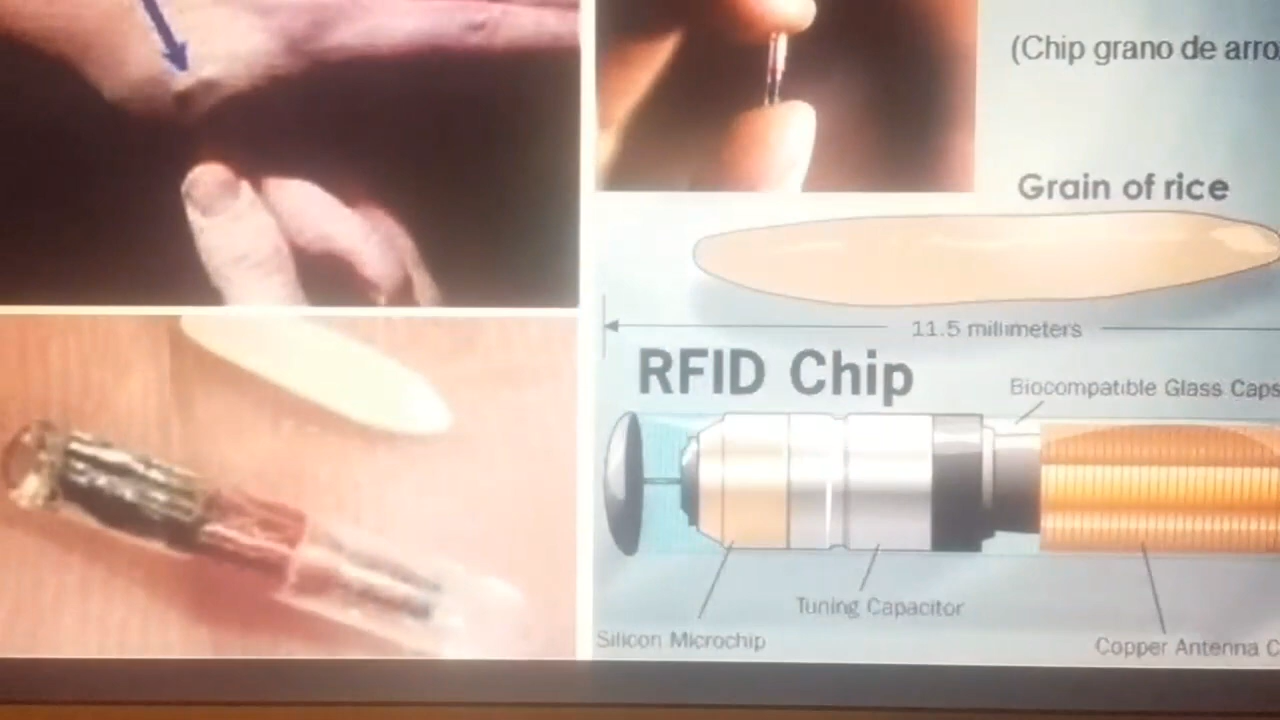 (Chip grano de arro
Grain of rice
11.5 millimeters
RFID Chip
Biocompatible Glass Caps
Tuning Capacitor
Silicon Microchip
Copper Antenna C